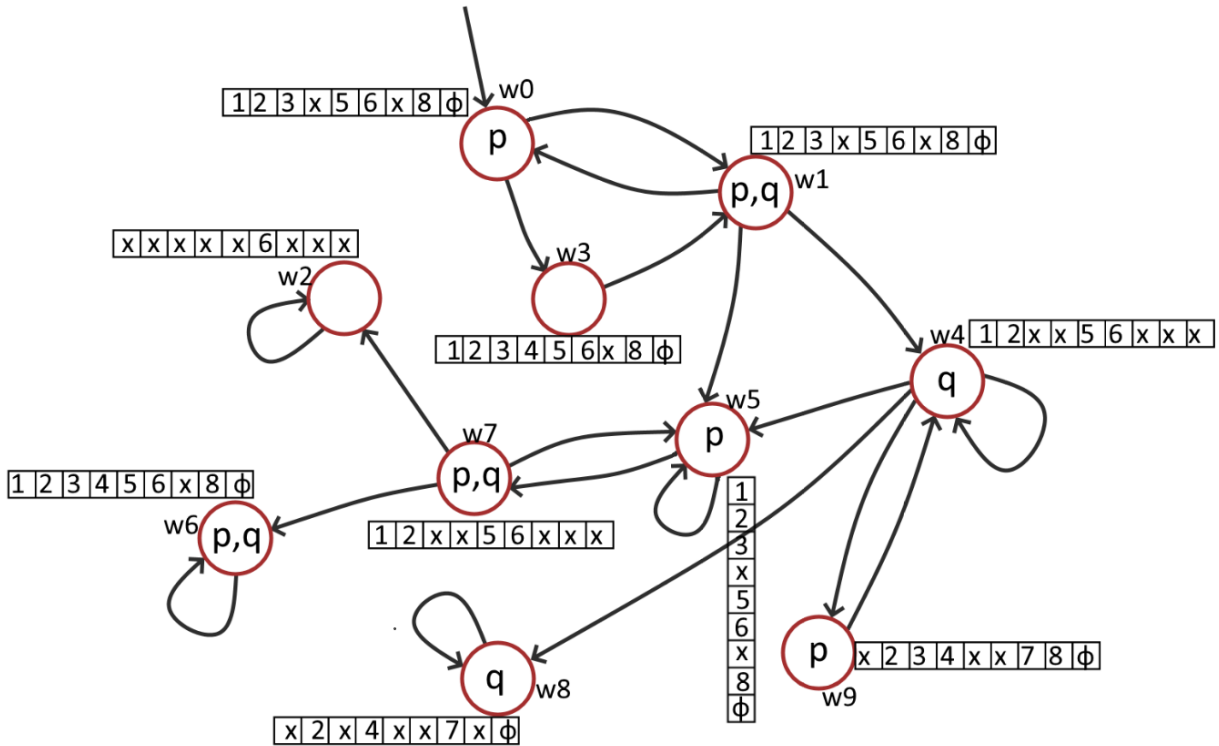 w0
1 2 3 x 5 6 x 8 ϕ
p
1 2 3 x 5 6 x 8 ϕ
p,q
w1
x x x x x 6 x x x
w2
w3
1 2 3 4 5 6 x 8 ϕ
w4
1 2 x x 5 6 x x x
q
w5
p
w7
p,q
1 2 3 4 5 6 x 8 ϕ
w6
p,q
1 2 x x 5 6 x x x
1
2
3
x
5
6
x
8
ϕ
p
x 2 3 4 x x 7 8 ϕ
w9
q
w8
x 2 x 4 x x 7 x ϕ